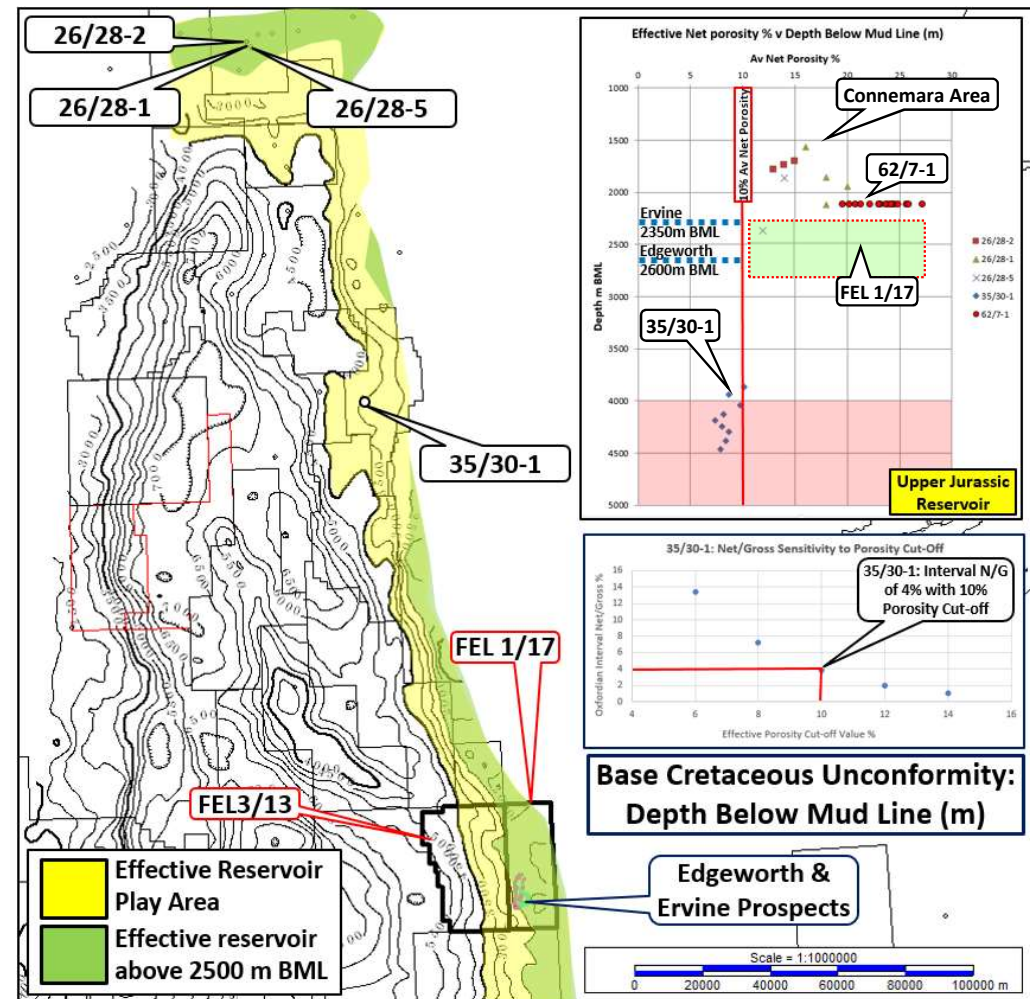 26/28-2
26/28-1
26/28-5
35/30-1
FEL 1/17
FEL3/13
Effective Reservoir
Play Area
Effective reservoir
above 2500 m BML
Effective Net porosity % v Depth Below Mud Line (m)
Av Net Porosity %
0
5
10
15
20
25
30
1000
1500
2000
2500
3000
3500
4000
4500
5000
Depth m BML
10% Av Net Porosity
Connemara Area
62/7-1
Ervine
2350m BML
Edgeworth
2600m BML
FEL 1/17
35/30-1
26/28-2
26/28-1
26/28-5
35/30-1
62/7-1
Upper Jurassic
Reservoir
35/30-1: Net/Gross Sensitivity to Porosity Cut-Off
Oxfordian Interval Net/Gross %
16
14
12
10
8
6
4
2
0
35/30-1: Interval N/G
of 4% with 10%
Porosity Cut-off
4
6
8
10
12
14
16
Effective Porosity Cut-off Value %
Base Cretaceous Unconformity:
Depth Below Mud Line (m)
Edgeworth &
Ervine Prospects
Scale = 1:1000000
0
20000
40000
60000
80000
100000 m